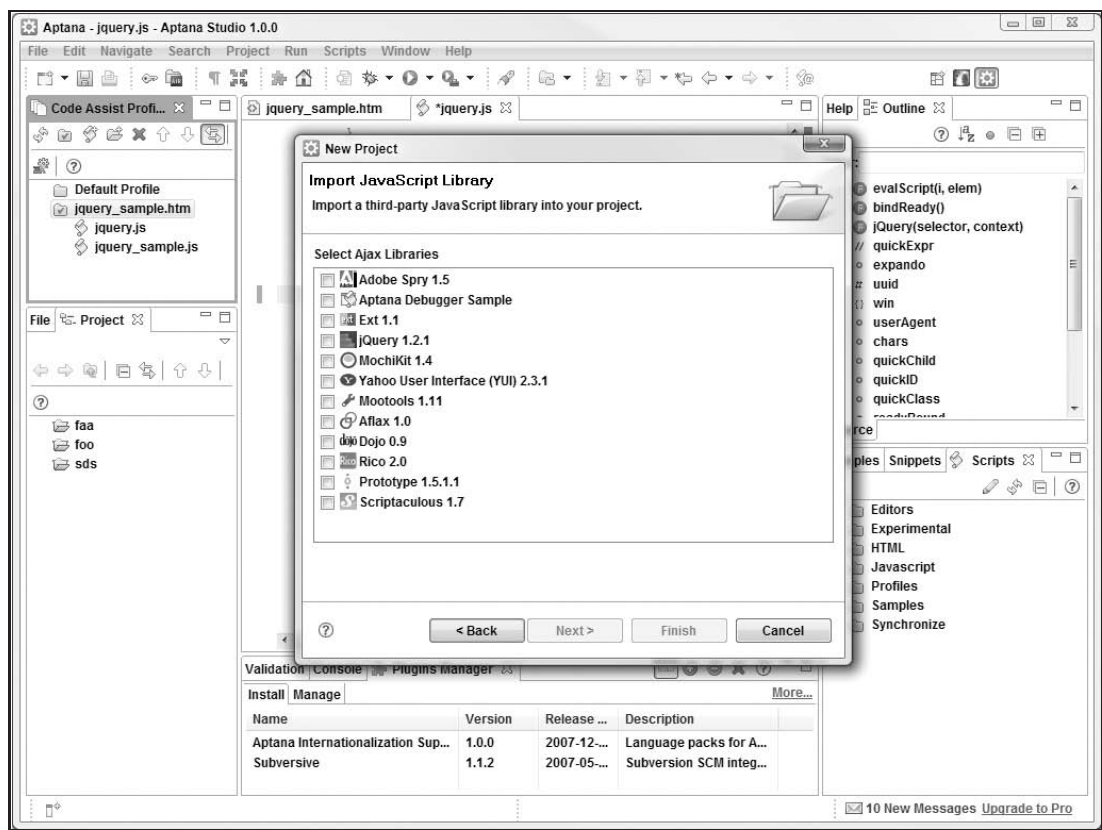 Aptana - jquery.js - Aptana Studio 1.0.0
File Edit Navigate Search Project Run Scripts Window Help
Code Assist Profi...
Default Profile
jquery_sample.htm
jquery.js
jquery_sample.js
File Project
faa
foo
sds
jquery_sample.htm *jquery.js
New Project
Import JavaScript Library
Import a third-party JavaScript library into your project.
Select Ajax Libraries
Adobe Spry 1.5
Aptana Debugger Sample
Ext 1.1
jQuery 1.2.1
MochiKit 1.4
Yahoo User Interface (YUI) 2.3.1
Mootools 1.11
Aflax 1.0
dojo Dojo 0.9
Rico Rico 2.0
Prototype 1.5.1.1
Scriptaculous 1.7
< Back Next > Finish Cancel
Validation Console Plugins Manager
Install Manage More...
Name Version Release ... Description
Aptana Internationalization Sup... 1.0.0 2007-12-... Language packs for A...
Subversive 1.1.2 2007-05-... Subversion SCM integ...
Help Outline
evalScript(i, elem)
bindReady()
jQuery(selector, context)
quickExpr
expando
uuid
win
userAgent
chars
quickChild
quickID
quickClass
rce
ples Snippets Scripts
Editors
Experimental
HTML
Javascript
Profiles
Samples
Synchronize
10 New Messages Upgrade to Pro